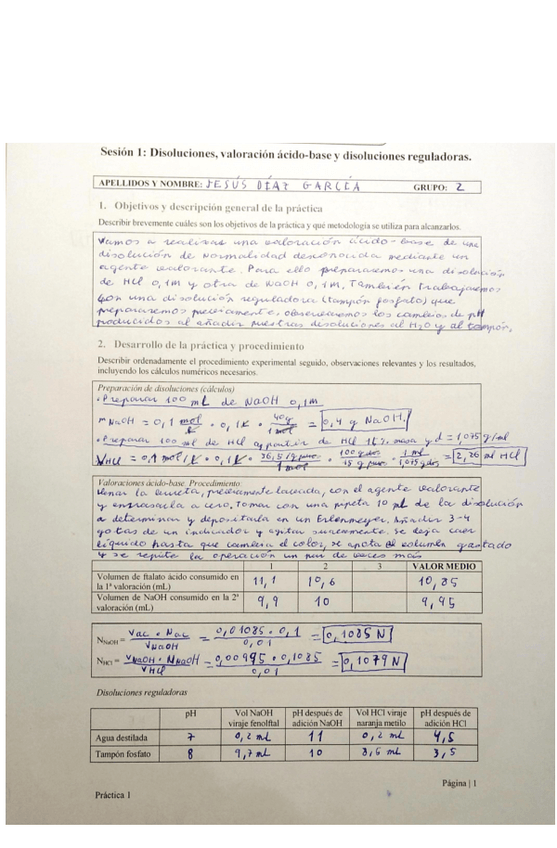 Sesión 1: Disoluciones, valoración ácido-base y disoluciones reguladoras.
APELLIDOS Y NOMBRE: JESÚS DÍAZ GARCÍA GRUPO: 2
1. Objetivos y descripción general de la práctica
Describir brevemente cuáles son los objetivos de la práctica y qué metodología se utiliza para alcanzarlos.
Vamos a realizar una valoración ácido-base de una
disolución de normalidad desconocida mediante un
agente valorante. Para ello prepararemos una disolución
de HCl 0,1M y otra de NaOH 0,1M. También trabajaremos
con una disolución reguladora (tampón fosfato) que
prepararemos previamente, observaremos los cambios de pH
producidos al añadir nuestras disoluciones al H2O y al tampón.
2. Desarrollo de la práctica y procedimiento
Describir ordenadamente el procedimiento experimental seguido, observaciones relevantes y los resultados,
incluyendo los cálculos numéricos necesarios.
Preparación de disoluciones (cálculos)
• Preparar 100 mL de NaOH 0,1M
m NaOH = 0,1 mol/l · 0,1l · 40g/1mol = 0,4 g NaOH.
• Preparar 100 ml de HCl a partir de HCl masa y d = 1,075 g/ml
VHCl = 0,1 mol/l · 0,1l · 36,5 g puro/1 mol · 100 gdis/15 g puro · 1 ml/1,075 gdis = 2,26 ml HCl
Valoraciones ácido-base. Procedimiento.
Llenar la bureta, previamente lavada, con el agente valorante
y enrasarla a cero, tomar con una pipeta 10 ml de la disolución
a determinar y depositarla en un Erlenmeyer. Añadir 3-4
gotas de un indicador y agitar suavemente, se deja caer
líquido hasta que cambia el color, se anota el volumen gastado
y se repite la operación un par de veces más
1 2 3 VALOR MEDIO
Volumen de ftalato ácido consumido en
la 1ª valoración (mL) 11,1 10,6 10,85
Volumen de NaOH consumido en la 2ª
valoración (mL) 9,9 10 9,95
NNaOH = Vac · Nac / VNaOH = 0,01085 · 0,1 / 0,01 = 0,1085 N
NHCl = VNaOH · NNaOH / VHCl = 0,00995 · 0,1085 / 0,01 = 0,1079 N
Disoluciones reguladoras
pH Vol NaOH viraje fenolftal pH después de adición NaOH Vol HCl viraje naranja metilo pH después de adición HCl
Agua destilada 7 0,2 mL 11 0,2 mL 4,5
Tampón fosfato 8 9,7 mL 10 3,6 mL 3,5
Página | 1
Práctica 1